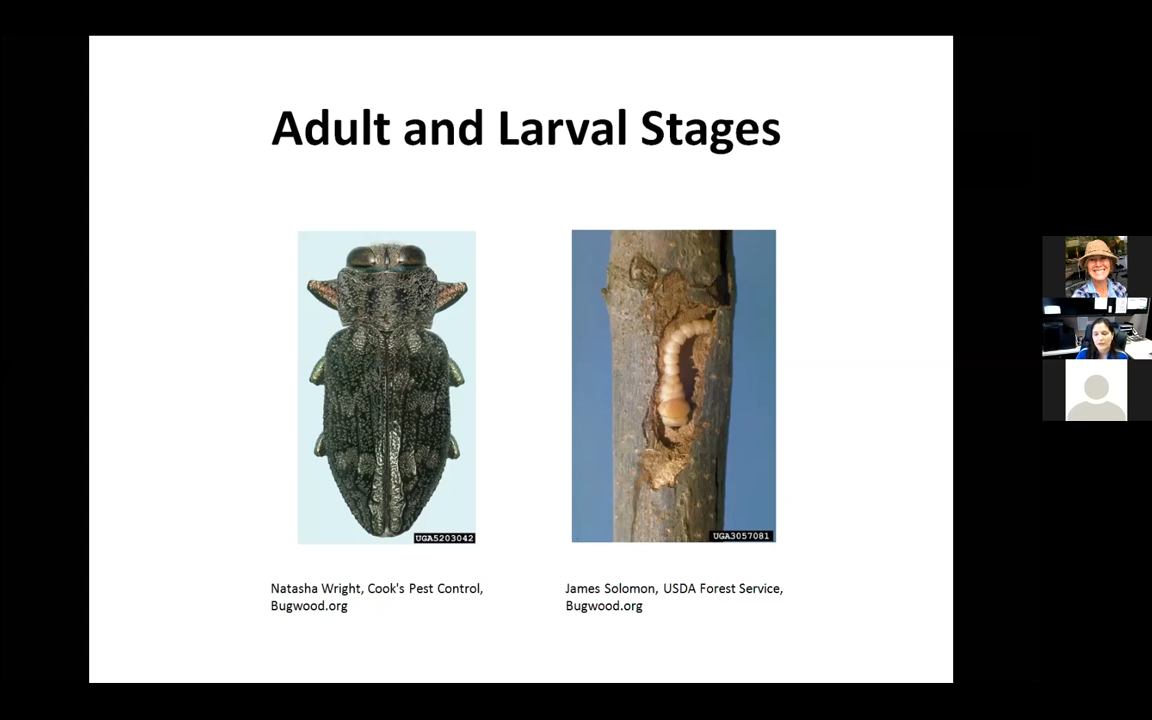 Adult and Larval Stages
UGA5203042
UGA3057081
Natasha Wright, Cook's Pest Control,
Bugwood.org
James Solomon, USDA Forest Service,
Bugwood.org